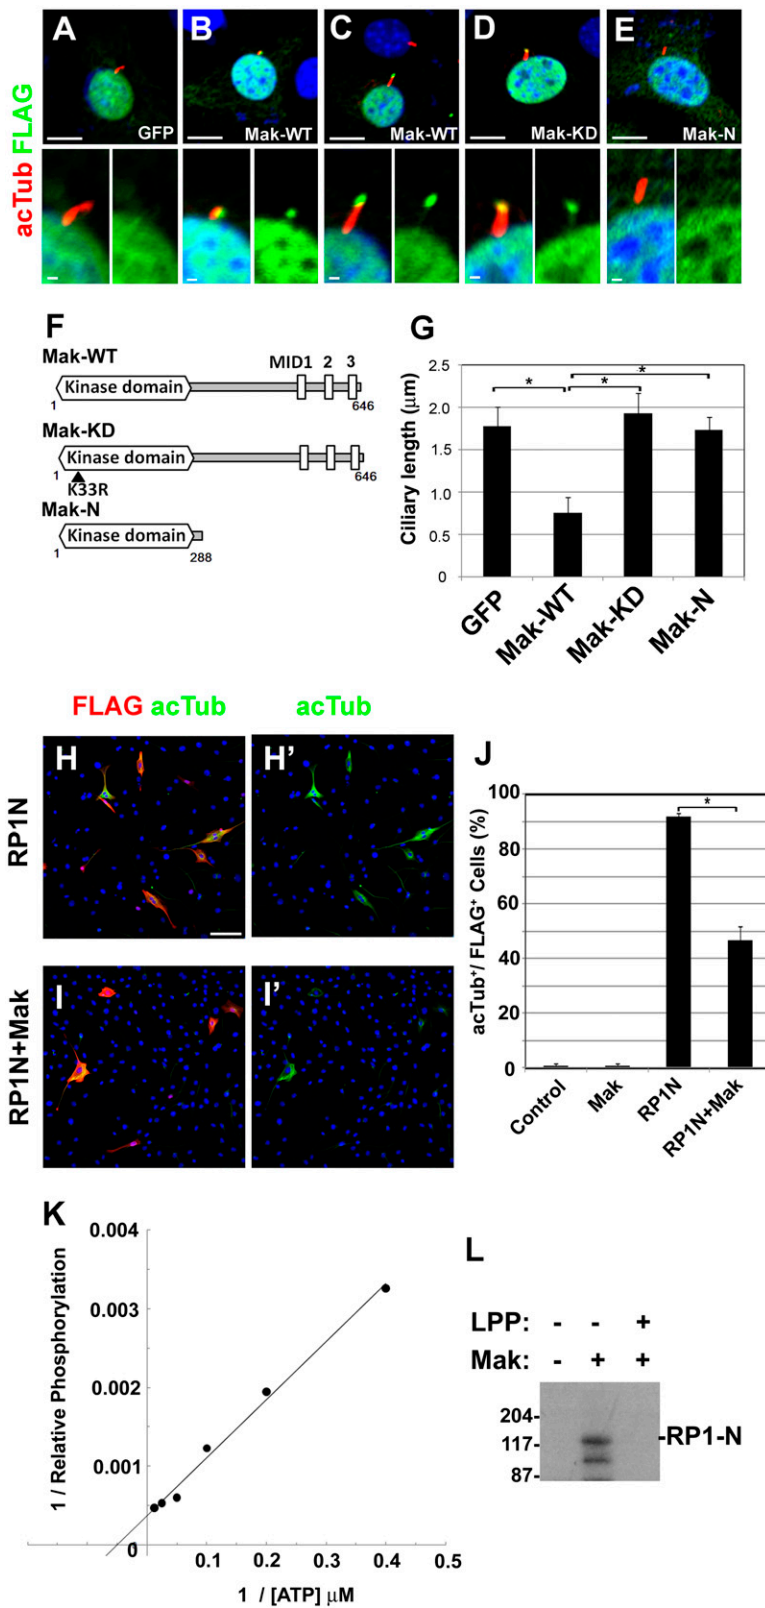 A B C D E
acTub FLAG
GFP Mak-WT Mak-WT Mak-KD Mak-N
F
Mak-WT
MID1 2 3
Kinase domain
1 646
Mak-KD
Kinase domain
1 646
K33R
Mak-N
Kinase domain
1 288
G
Ciliary length (μm)
2.5
2.0
1.5
1.0
0.5
0
* * *
GFP Mak-WT Mak-KD Mak-N
FLAG acTub acTub
RP1N
H H’
RP1N+Mak
I I’
J
acTub⁺/ FLAG⁺ Cells (%)
100
80
60
40
20
0
*
Control Mak RP1N RP1N+Mak
K
1 / Relative Phosphorylation
0.004
0.003
0.002
0.001
0
0.1 0.2 0.3 0.4 0.5
1 / [ATP] μM
L
LPP: - - +
Mak: - + +
204-
117-
87-
-RP1-N